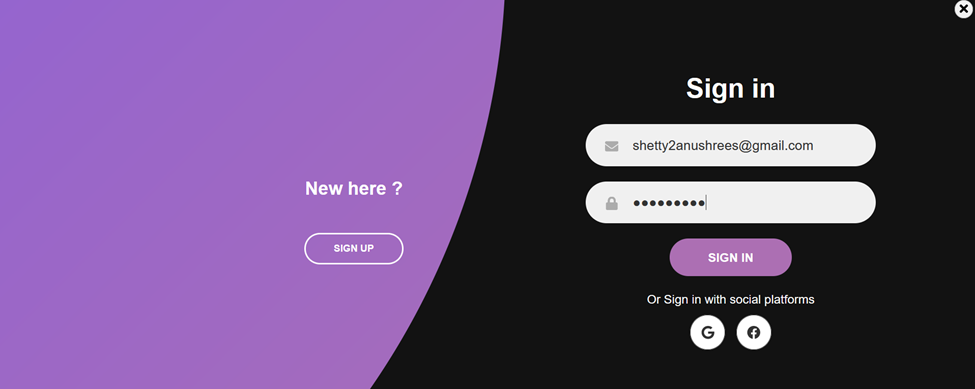 Sign in
shetty2anushrees@gmail.com
•••••••••
New here ?
SIGN UP
SIGN IN
Or Sign in with social platforms
G